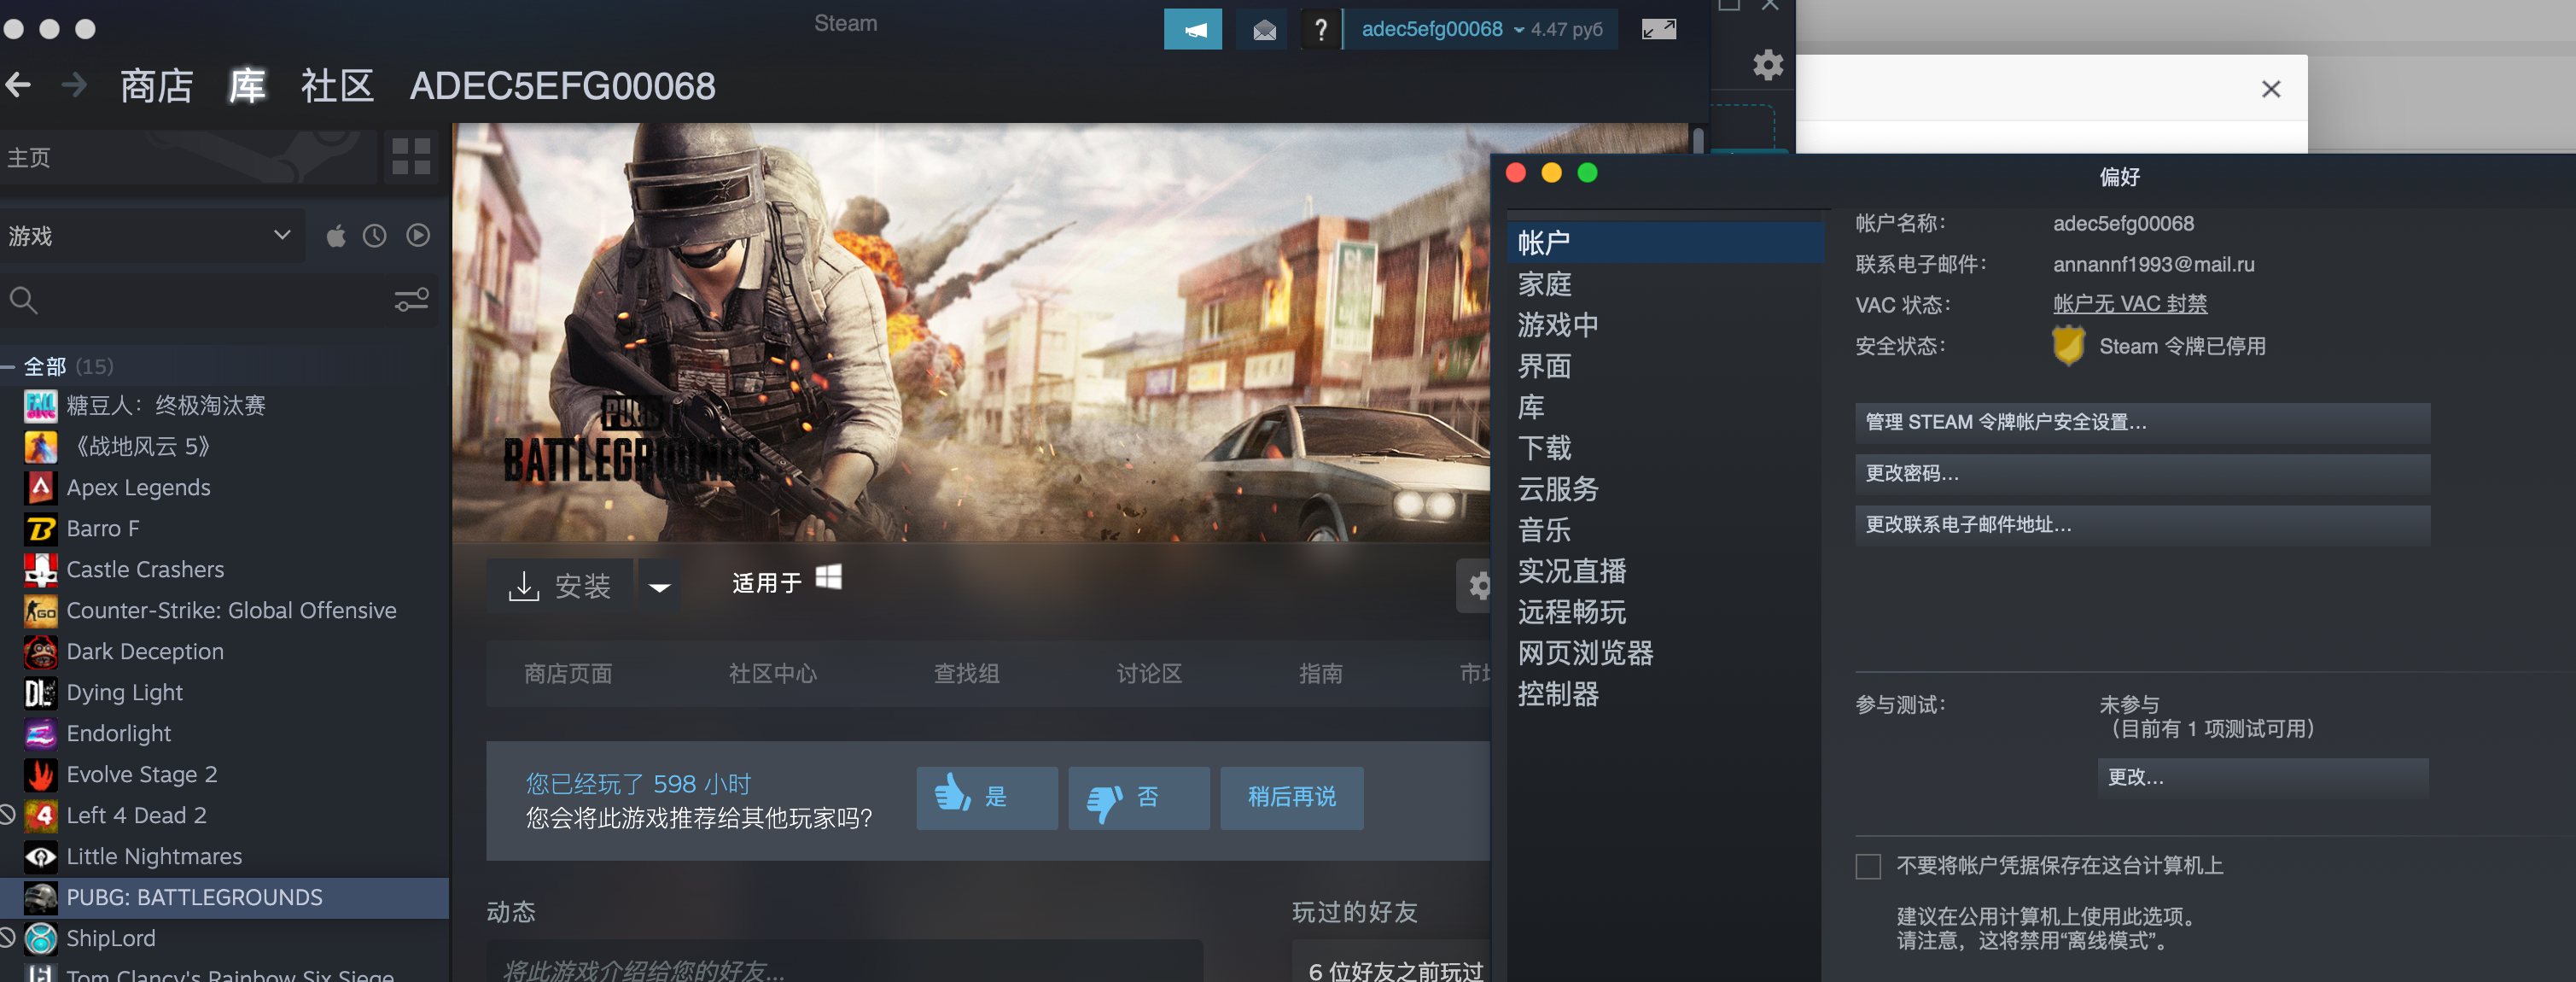 Steam
?
adec5efg00068
4.47 руб
商店
库
社区
ADEC5EFG00068
主页
游戏
全部 (15)
糖豆人：终极淘汰赛
《战地风云 5》
Apex Legends
Barro F
Castle Crashers
Counter-Strike: Global Offensive
Dark Deception
Dying Light
Endorlight
Evolve Stage 2
Left 4 Dead 2
Little Nightmares
PUBG: BATTLEGROUNDS
ShipLord
Tom Clancy's Rainbow Six Siege
PUBG
BATTLEGROUNDS
安装
适用于
商店页面
社区中心
查找组
讨论区
指南
您已经玩了 598 小时
您会将此游戏推荐给其他玩家吗？
是
否
稍后再说
动态
将此游戏介绍给您的好友...
玩过的好友
6 位好友之前玩过
偏好
帐户
家庭
游戏中
界面
库
下载
云服务
音乐
实况直播
远程畅玩
网页浏览器
控制器
帐户名称：
adec5efg00068
联系电子邮件：
annannf1993@mail.ru
VAC 状态：
帐户无 VAC 封禁
安全状态：
Steam 令牌已停用
管理 STEAM 令牌帐户安全设置...
更改密码...
更改联系电子邮件地址...
参与测试：
未参与
（目前有 1 项测试可用）
更改...
不要将帐户凭据保存在这台计算机上
建议在公用计算机上使用此选项。
请注意，这将禁用“离线模式”。